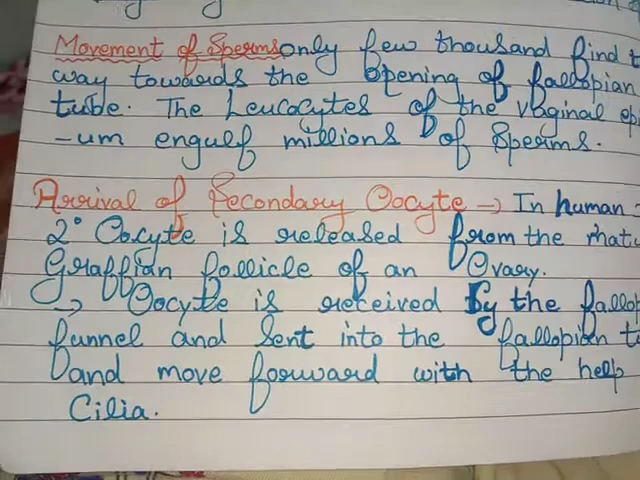 Movement of Sperms only few thousand find t
way towards the opening of fallopian
tube. The Leucocytes of the vaginal epi
-um engulf millions of Sperms.
Arrival of Secondary Oocyte → In human
2° Oocyte is released from the matu
Graffian follicle of an Ovary.
→ Oocyte is received by the fallop
funnel and sent into the fallopian t
and move forward with the help
Cilia.